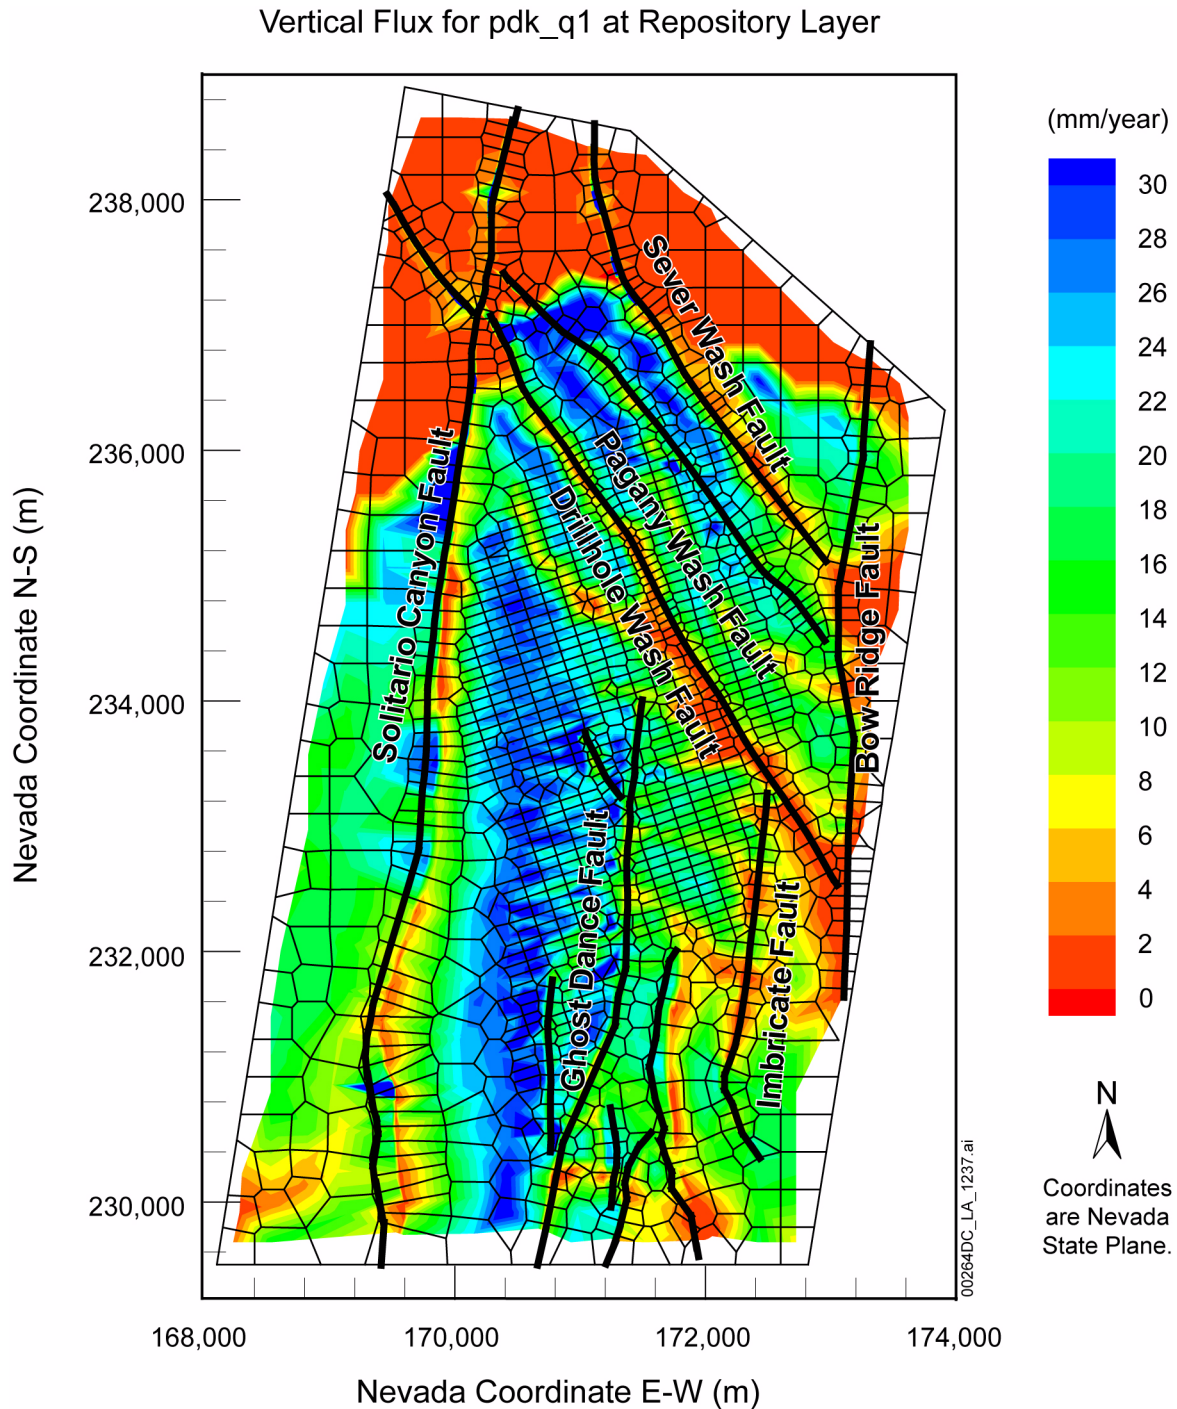 Vertical Flux for pdk_q1 at Repository Layer
(mm/year)
30
28
26
24
22
20
18
16
14
12
10
8
6
4
2
0
238,000
236,000
234,000
232,000
230,000
Nevada Coordinate N-S (m)
Sever Wash Fault
Pagany Wash Fault
Drillhole Wash Fault
Solitario Canyon Fault
Bow Ridge Fault
Ghost Dance Fault
Imbricate Fault
N
Coordinates
are Nevada
State Plane.
00264DC_LA_1237.ai
168,000
170,000
172,000
174,000
Nevada Coordinate E-W (m)